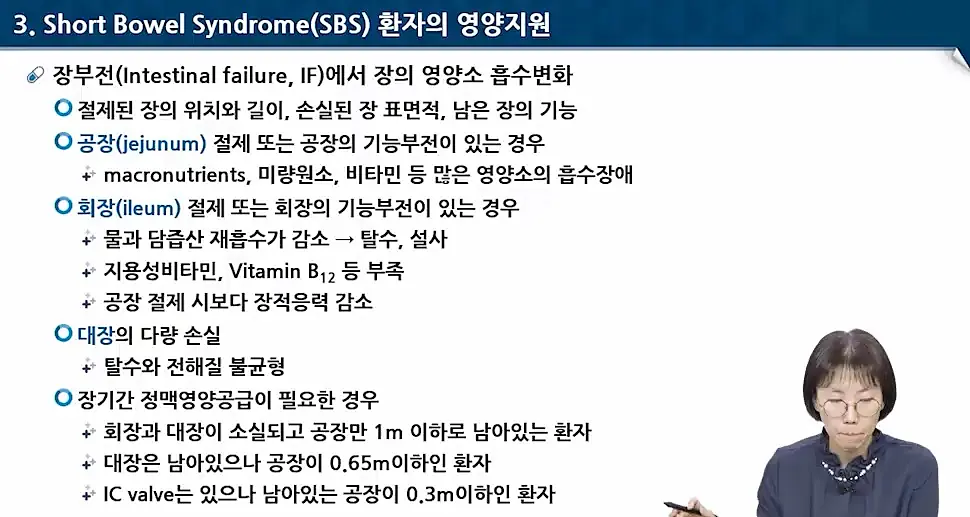 3. Short Bowel Syndrome(SBS) 환자의 영양지원
장부전(Intestinal failure, IF)에서 장의 영양소 흡수변화
절제된 장의 위치와 길이, 손실된 장 표면적, 남은 장의 기능
공장(jejunum) 절제 또는 공장의 기능부전이 있는 경우
macronutrients, 미량원소, 비타민 등 많은 영양소의 흡수장애
회장(ileum) 절제 또는 회장의 기능부전이 있는 경우
물과 담즙산 재흡수가 감소 → 탈수, 설사
지용성비타민, Vitamin B12 등 부족
공장 절제 시보다 장적응력 감소
대장의 다량 손실
탈수와 전해질 불균형
장기간 정맥영양공급이 필요한 경우
회장과 대장이 소실되고 공장만 1m 이하로 남아있는 환자
대장은 남아있으나 공장이 0.65m이하인 환자
IC valve는 있으나 남아있는 공장이 0.3m이하인 환자